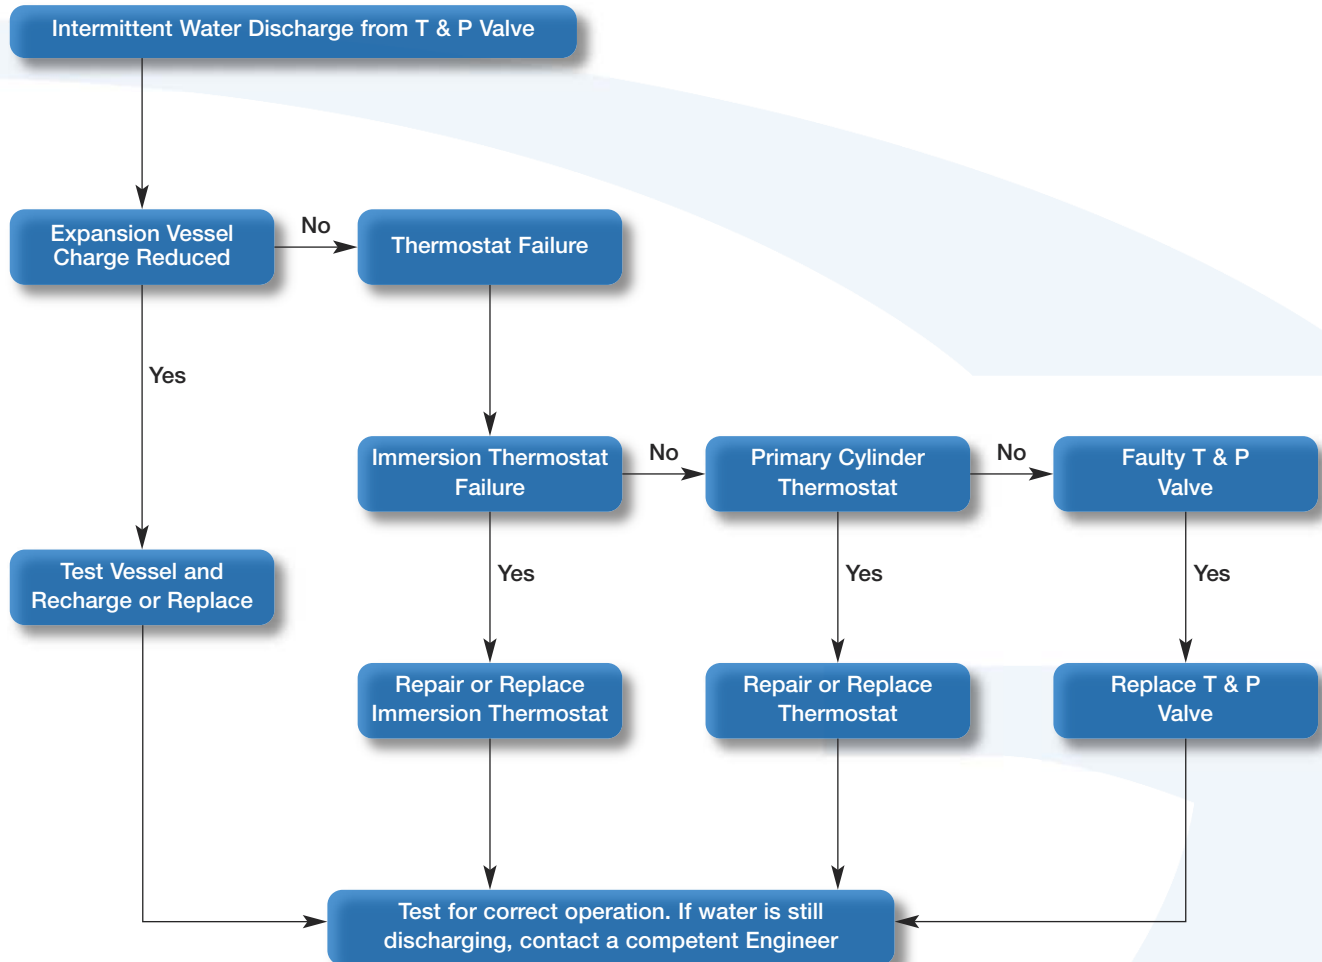 Intermittent Water Discharge from T & P Valve
Expansion Vessel
Charge Reduced
No
Thermostat Failure
Yes
Immersion Thermostat
Failure
No
Primary Cylinder
Thermostat
No
Faulty T & P
Valve
Test Vessel and
Recharge or Replace
Yes
Yes
Yes
Repair or Replace
Immersion Thermostat
Repair or Replace
Thermostat
Replace T & P
Valve
Test for correct operation. If water is still
discharging, contact a competent Engineer